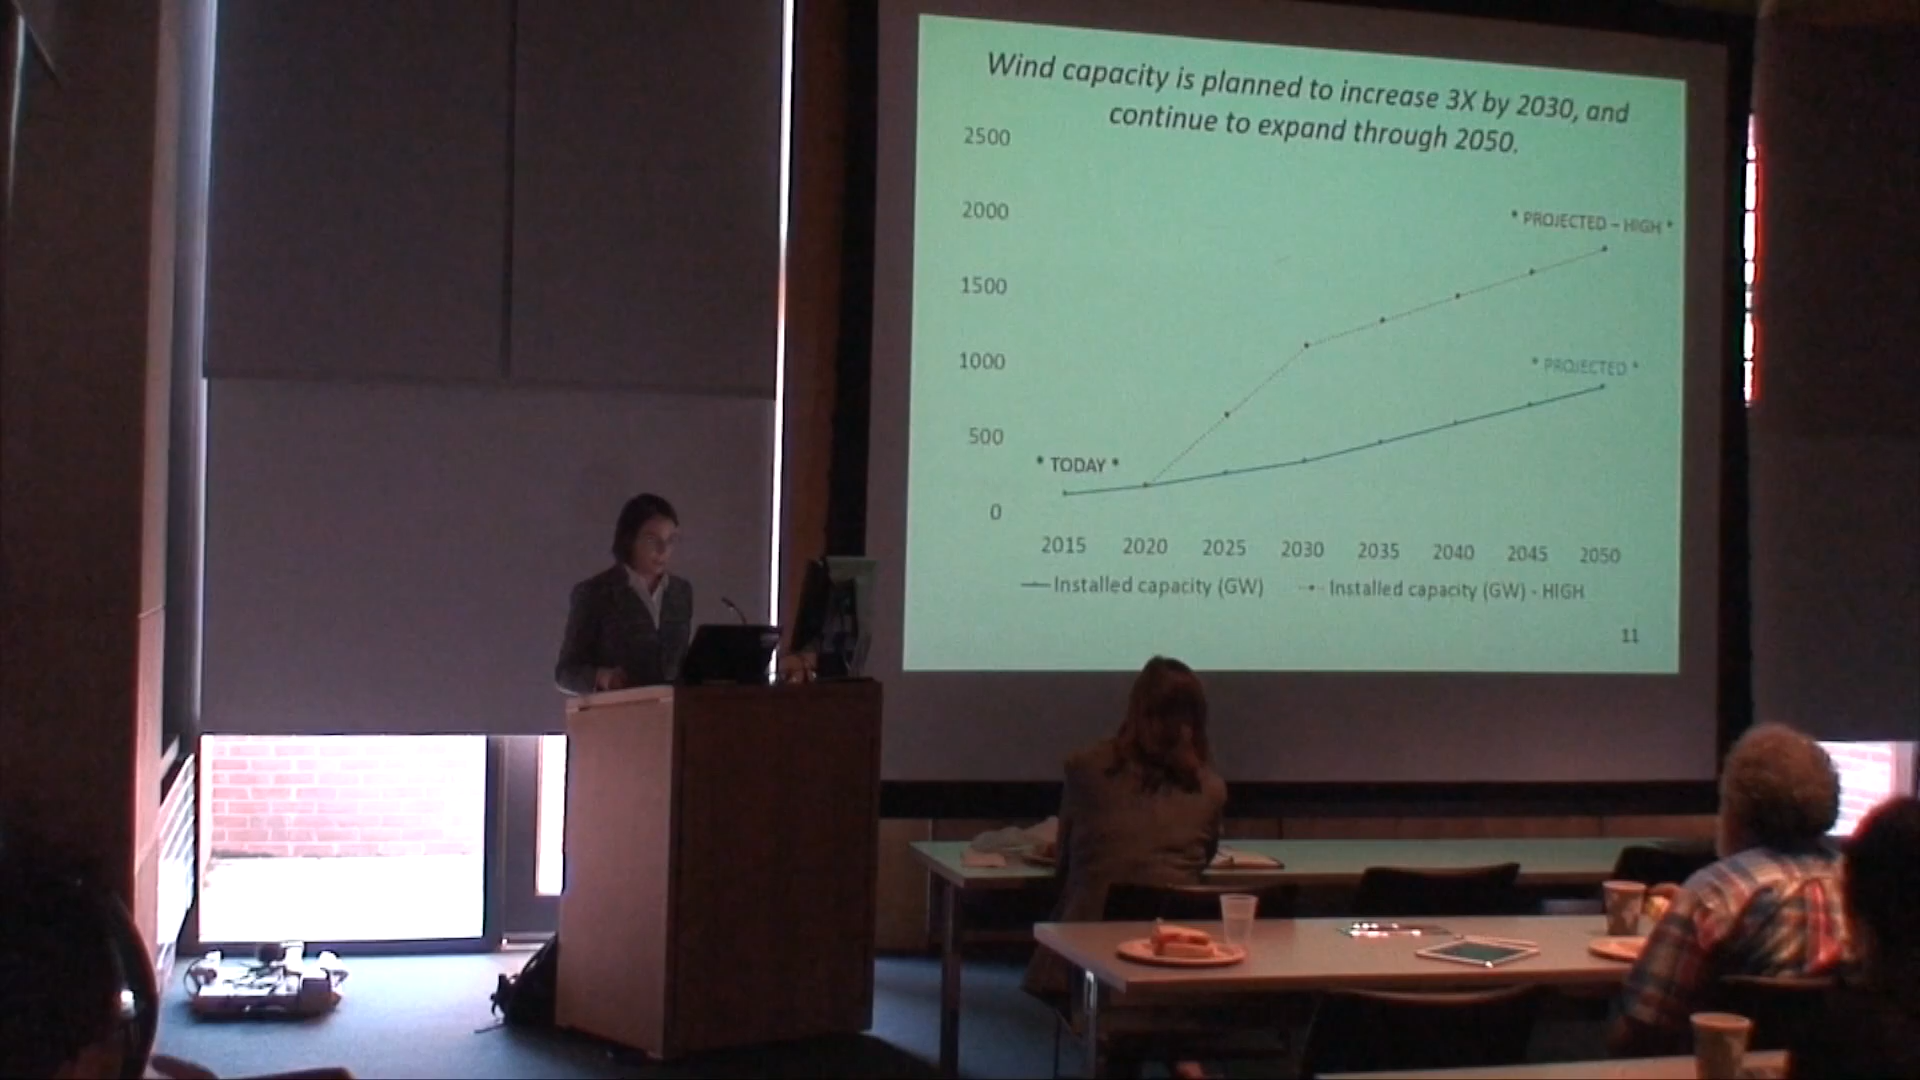 Wind capacity is planned to increase 3X by 2030, and
continue to expand through 2050.
2500
2000
1500
1000
500
0
* PROJECTED – HIGH *
* PROJECTED *
* TODAY *
2015 2020 2025 2030 2035 2040 2045 2050
Installed capacity (GW) Installed capacity (GW) - HIGH
11